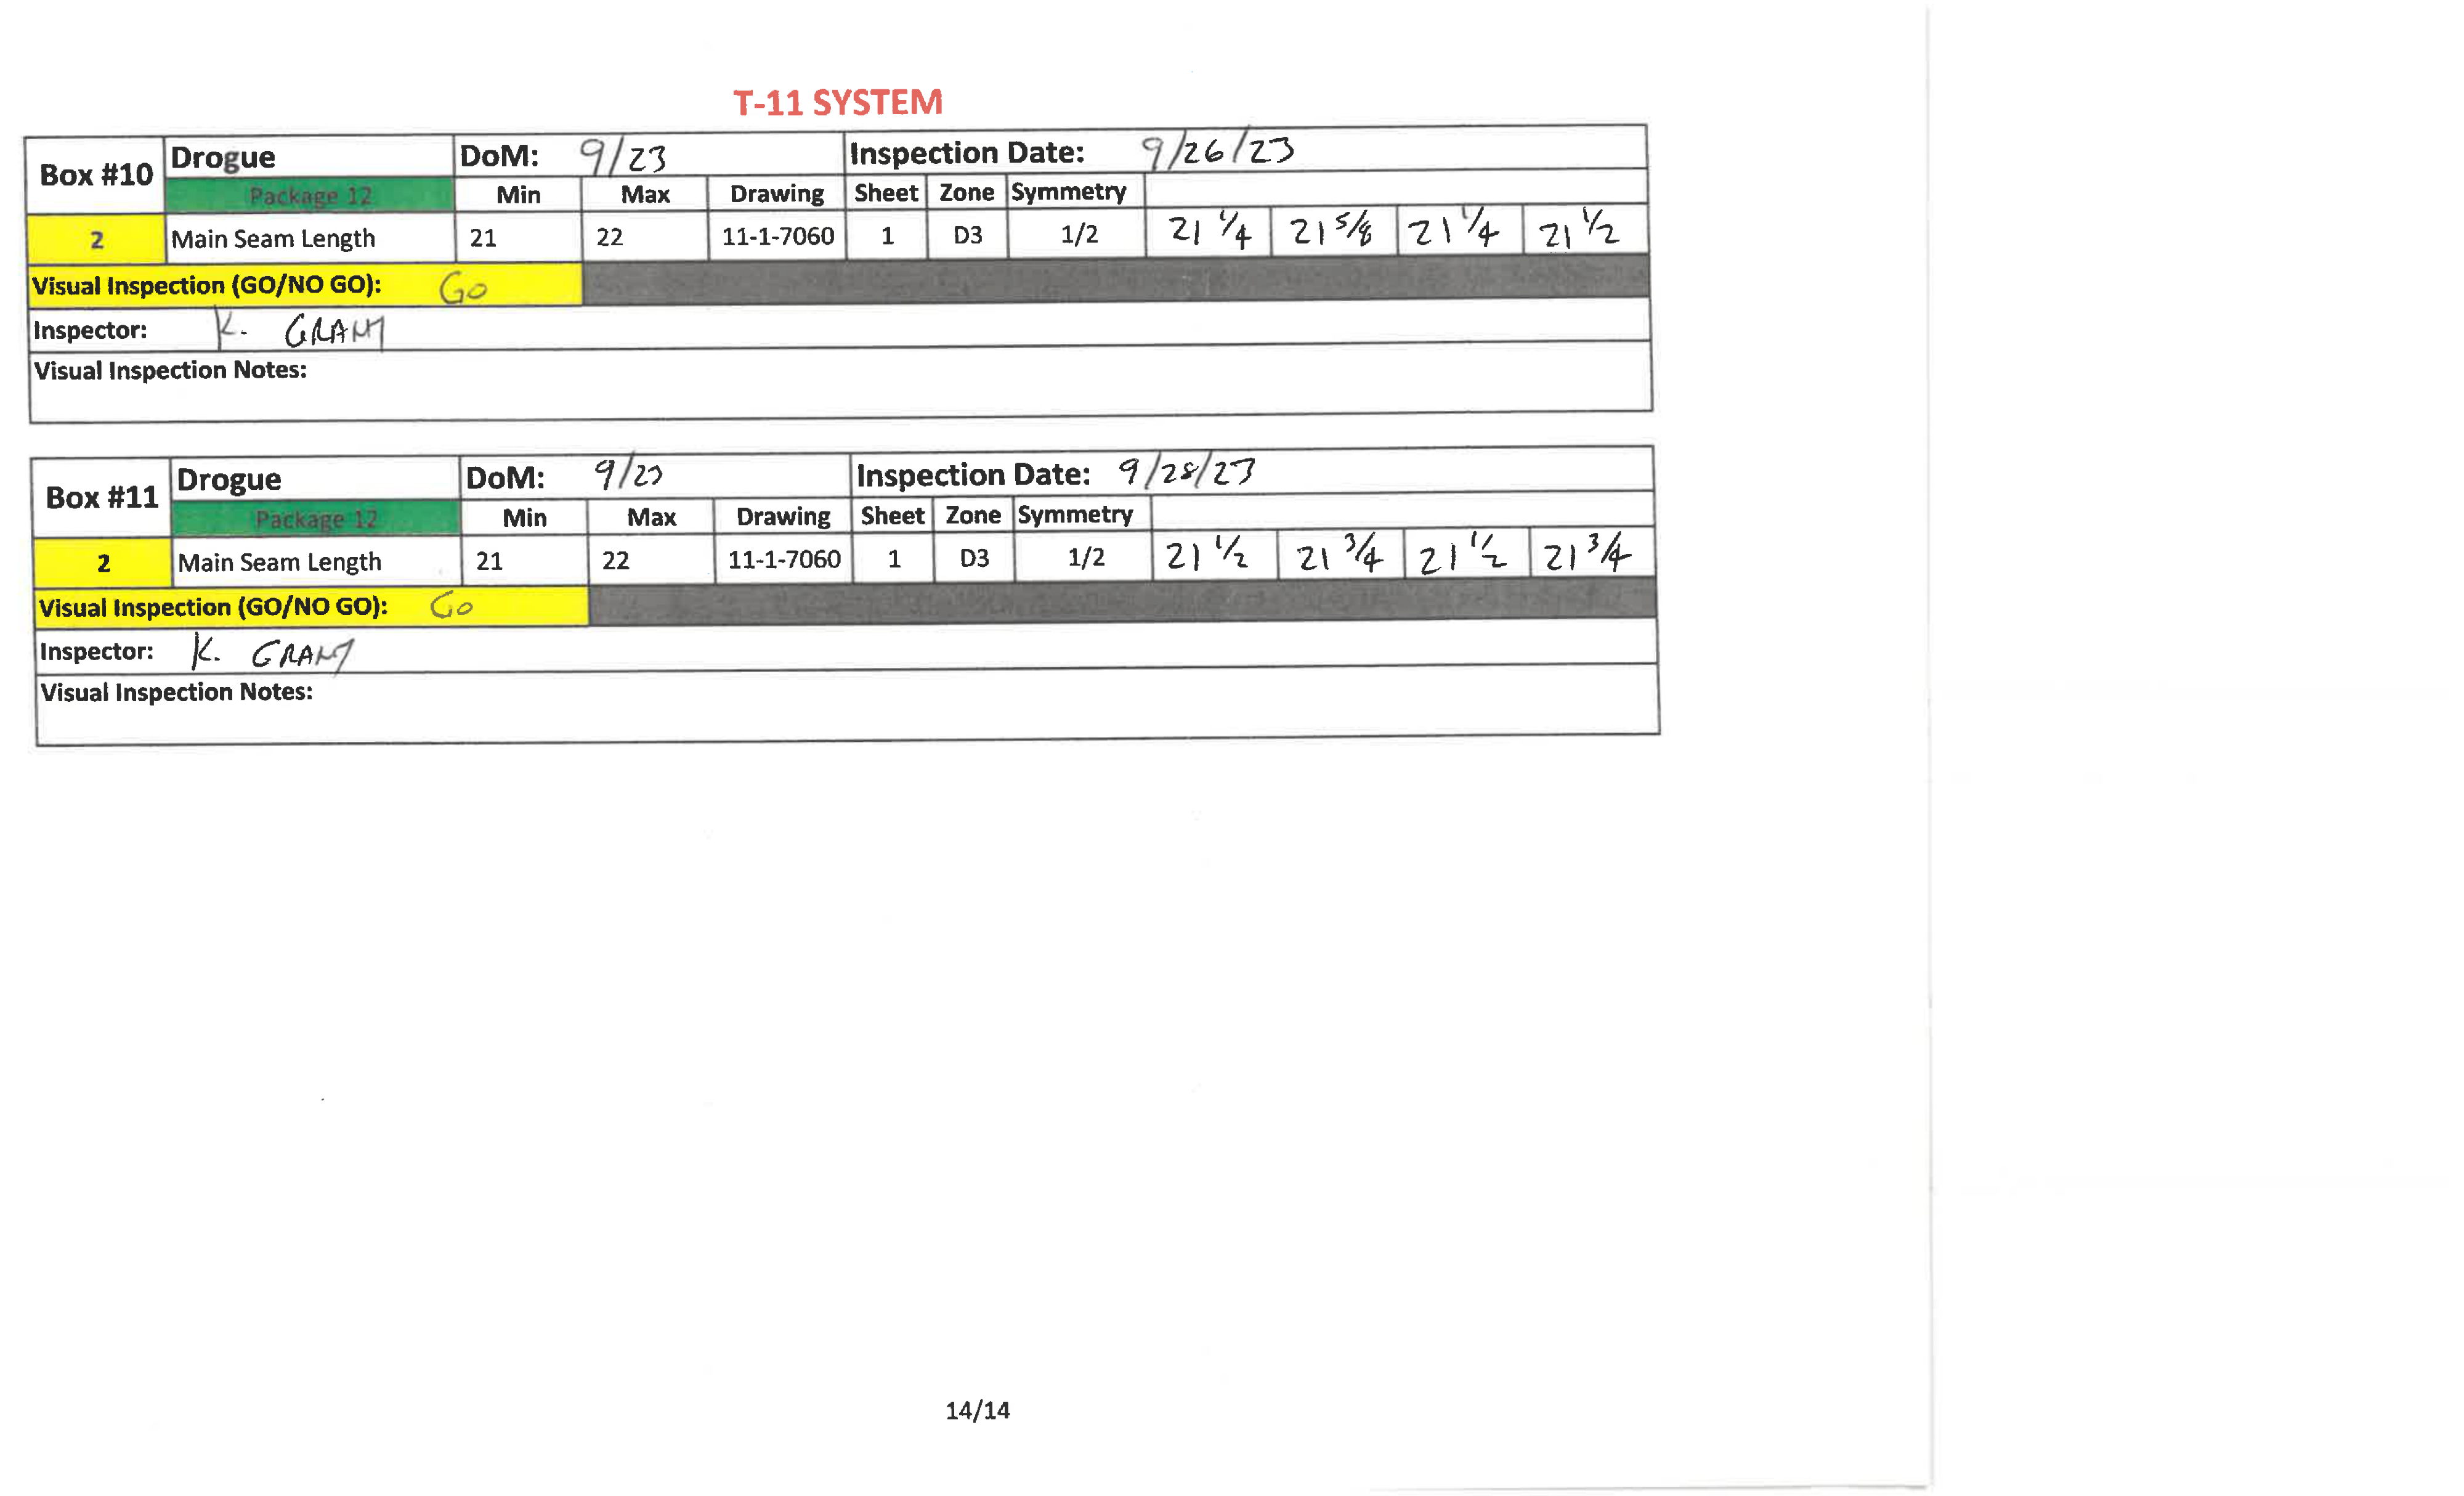 T-11 SYSTEM
Box #10 Drogue DoM: 9/23 Inspection Date: 9/26/23
Package 12 Min Max Drawing Sheet Zone Symmetry
2 Main Seam Length 21 22 11-1-7060 1 D3 1/2 21 1/4 21 5/8 21 1/4 21 1/2
Visual Inspection (GO/NO GO): Go
Inspector: K. GRANT
Visual Inspection Notes:
Box #11 Drogue DoM: 9/23 Inspection Date: 9/28/23
Package 12 Min Max Drawing Sheet Zone Symmetry
2 Main Seam Length 21 22 11-1-7060 1 D3 1/2 21 1/2 21 3/4 21 1/2 21 3/4
Visual Inspection (GO/NO GO): Go
Inspector: K. GRANT
Visual Inspection Notes:
14/14